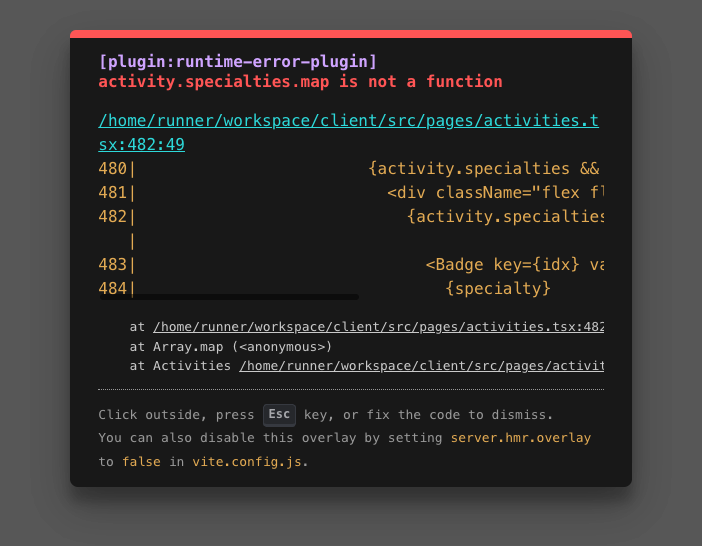 [plugin:runtime-error-plugin]
activity.specialties.map is not a function
/home/runner/workspace/client/src/pages/activities.t
sx:482:49
480|                        {activity.specialties &&
481|                          <div className="flex fl
482|                            {activity.specialties
   |
483|                              <Badge key={idx} va
484|                                {specialty}
at /home/runner/workspace/client/src/pages/activities.tsx:482
at Array.map (<anonymous>)
at Activities /home/runner/workspace/client/src/pages/activit
Click outside, press Esc key, or fix the code to dismiss.
You can also disable this overlay by setting server.hmr.overlay
to false in vite.config.js.